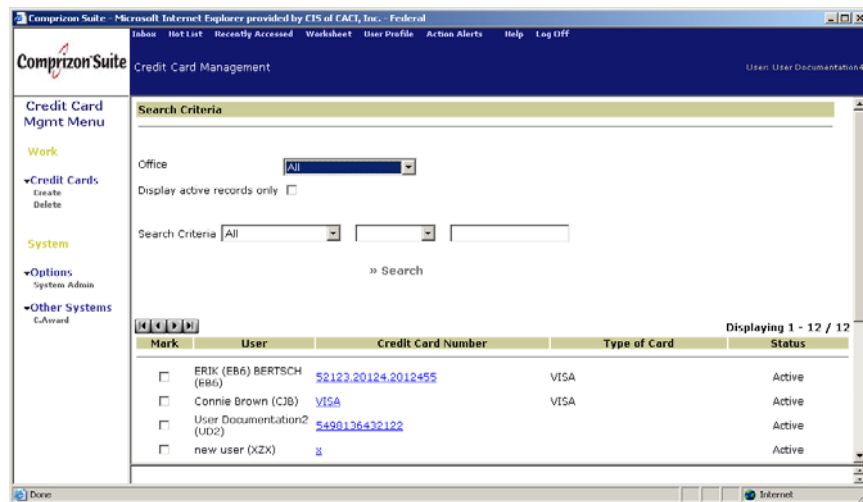 Comprizon Suite - Microsoft Internet Explorer provided by CIS of CACI, Inc. - Federal
Inbox Hot List Recently Accessed Worksheet User Profile Action Alerts Help Log Off
Comprizon Suite
Credit Card Management
User: User Documentation4
Credit Card
Mgmt Menu
Work
Credit Cards
Create
Delete
System
Options
System Admin
Other Systems
C.Award
Search Criteria
Office All
Display active records only
Search Criteria All
» Search
Displaying 1 - 12 / 12
Mark User Credit Card Number Type of Card Status
ERIK (EB6) BERTSCH
(EB6) 52123.20124.2012455 VISA Active
Connie Brown (CJB) VISA VISA Active
User Documentation2
(UD2) 5498136432122 Active
new user (XZX) x Active
Done Internet